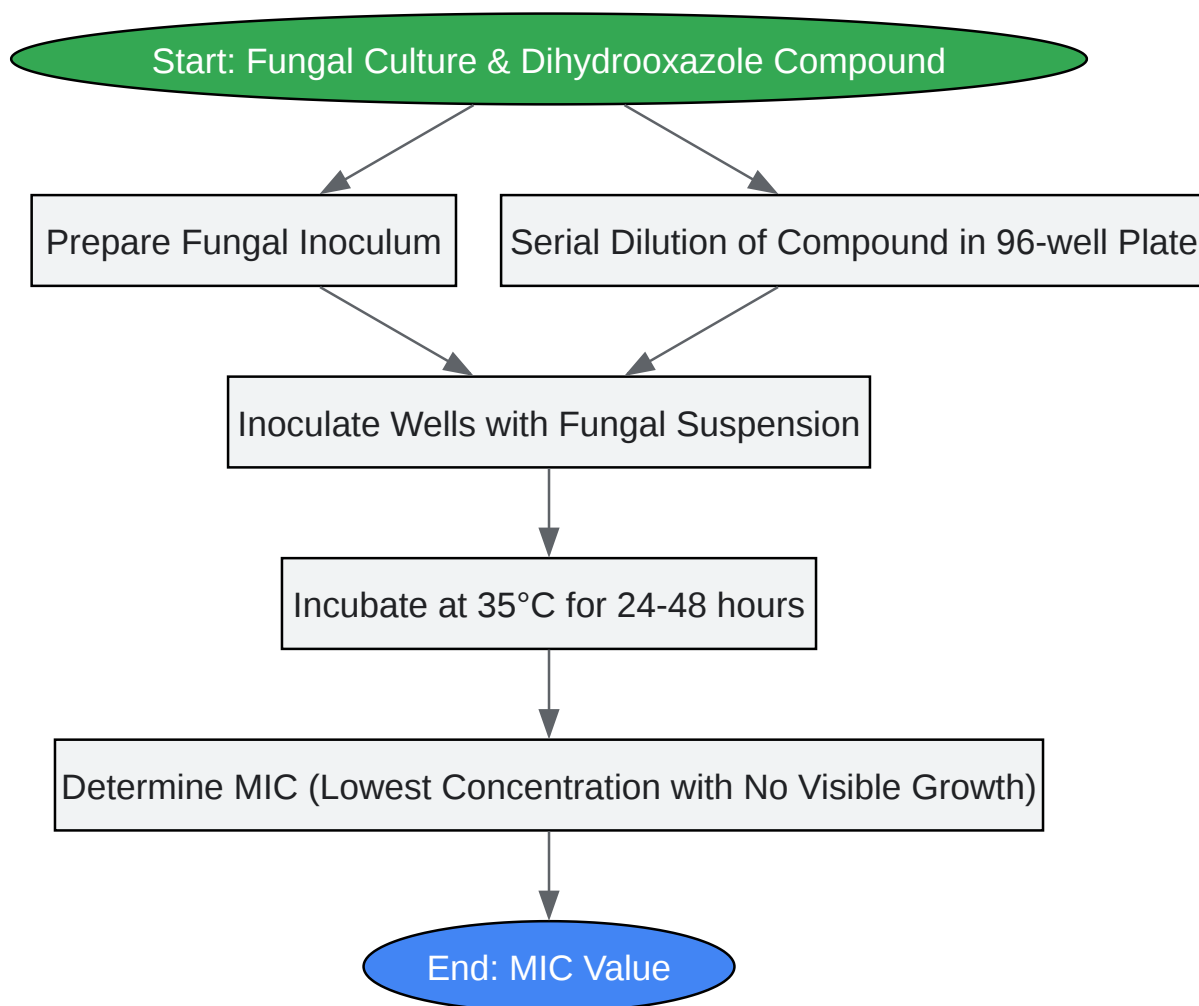 Start: Fungal Culture & Dihydrooxazole Compound
Prepare Fungal Inoculum
Serial Dilution of Compound in 96-well Plate
Inoculate Wells with Fungal Suspension
Incubate at 35°C for 24-48 hours
Determine MIC (Lowest Concentration with No Visible Growth)
End: MIC Value